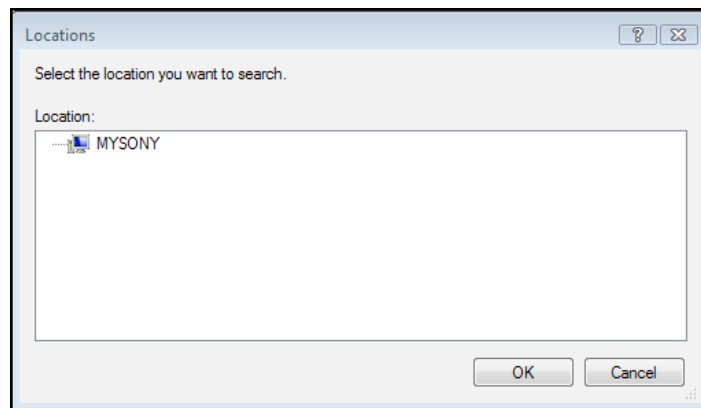 Locations
Select the location you want to search.
Location:
MYSONY
OK
Cancel